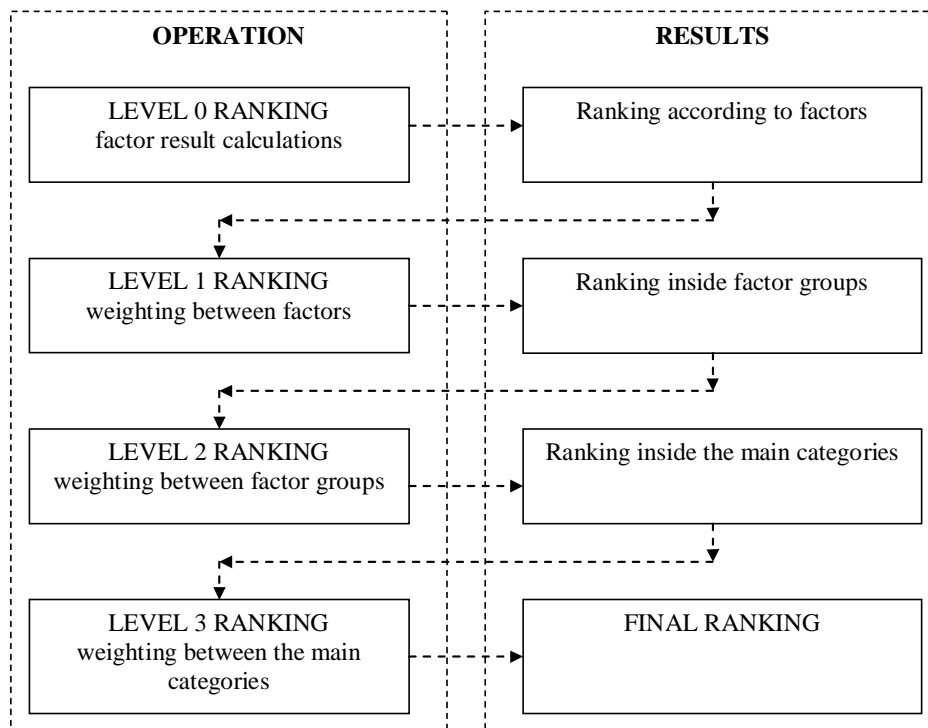 OPERATION
RESULTS
LEVEL 0 RANKING
factor result calculations
Ranking according to factors
LEVEL 1 RANKING
weighting between factors
Ranking inside factor groups
LEVEL 2 RANKING
weighting between factor groups
Ranking inside the main categories
LEVEL 3 RANKING
weighting between the main
categories
FINAL RANKING